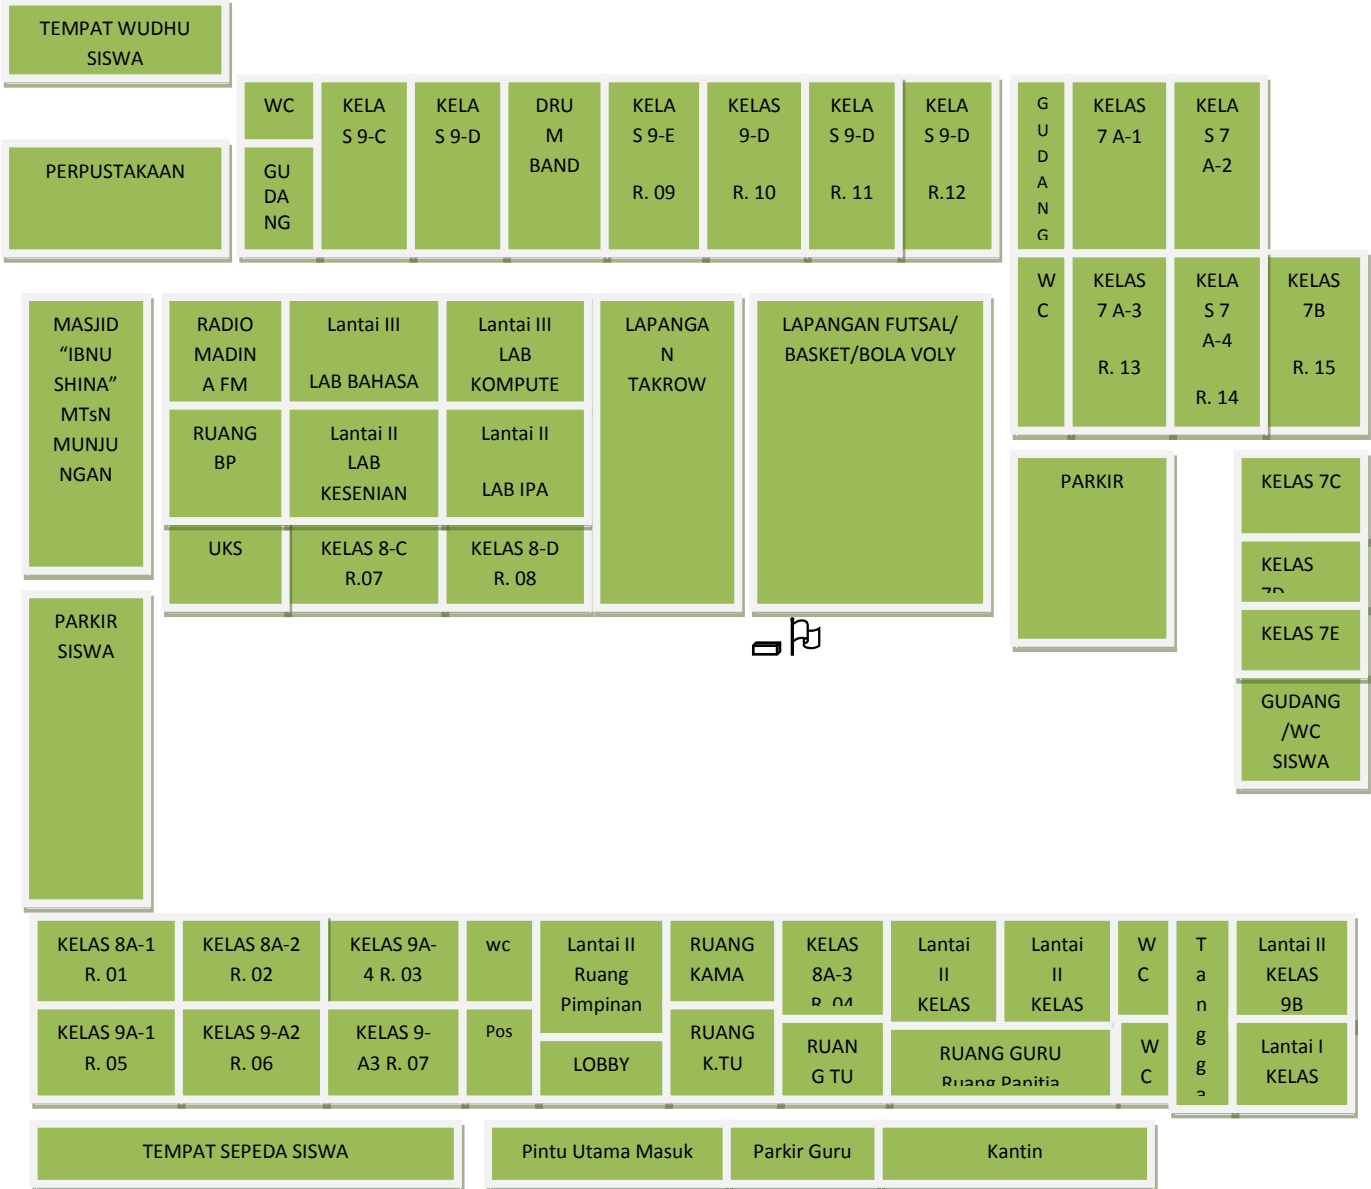 TEMPAT WUDHU
SISWA
PERPUSTAKAAN
WC
GU
DA
NG
KELA
S 9-C
KELA
S 9-D
DRU
M
BAND
KELA
S 9-E
R. 09
KELAS
9-D
R. 10
KELA
S 9-D
R. 11
KELA
S 9-D
R.12
G
U
D
A
N
G
KELAS
7 A-1
KELA
S 7
A-2
W
C
KELAS
7 A-3
R. 13
KELA
S 7
A-4
R. 14
KELAS
7B
R. 15
MASJID
“IBNU
SHINA”
MTsN
MUNJU
NGAN
RADIO
MADIN
A FM
Lantai III
LAB BAHASA
Lantai III
LAB
KOMPUTE
RUANG
BP
Lantai II
LAB
KESENIAN
Lantai II
LAB IPA
UKS
KELAS 8-C
R.07
KELAS 8-D
R. 08
LAPANGA
N
TAKROW
LAPANGAN FUTSAL/
BASKET/BOLA VOLY
PARKIR
KELAS 7C
KELAS
7D
KELAS 7E
GUDANG
/WC
SISWA
PARKIR
SISWA
KELAS 8A-1
R. 01
KELAS 8A-2
R. 02
KELAS 9A-
4 R. 03
wc
Lantai II
Ruang
Pimpinan
RUANG
KAMA
KELAS
8A-3
R. 04
Lantai
II
KELAS
Lantai
II
KELAS
W
C
T
a
n
g
g
a
Lantai II
KELAS
9B
KELAS 9A-1
R. 05
KELAS 9-A2
R. 06
KELAS 9-
A3 R. 07
Pos
LOBBY
RUANG
K.TU
RUAN
G TU
RUANG GURU
Ruang Panitia
W
C
Lantai I
KELAS
TEMPAT SEPEDA SISWA
Pintu Utama Masuk
Parkir Guru
Kantin